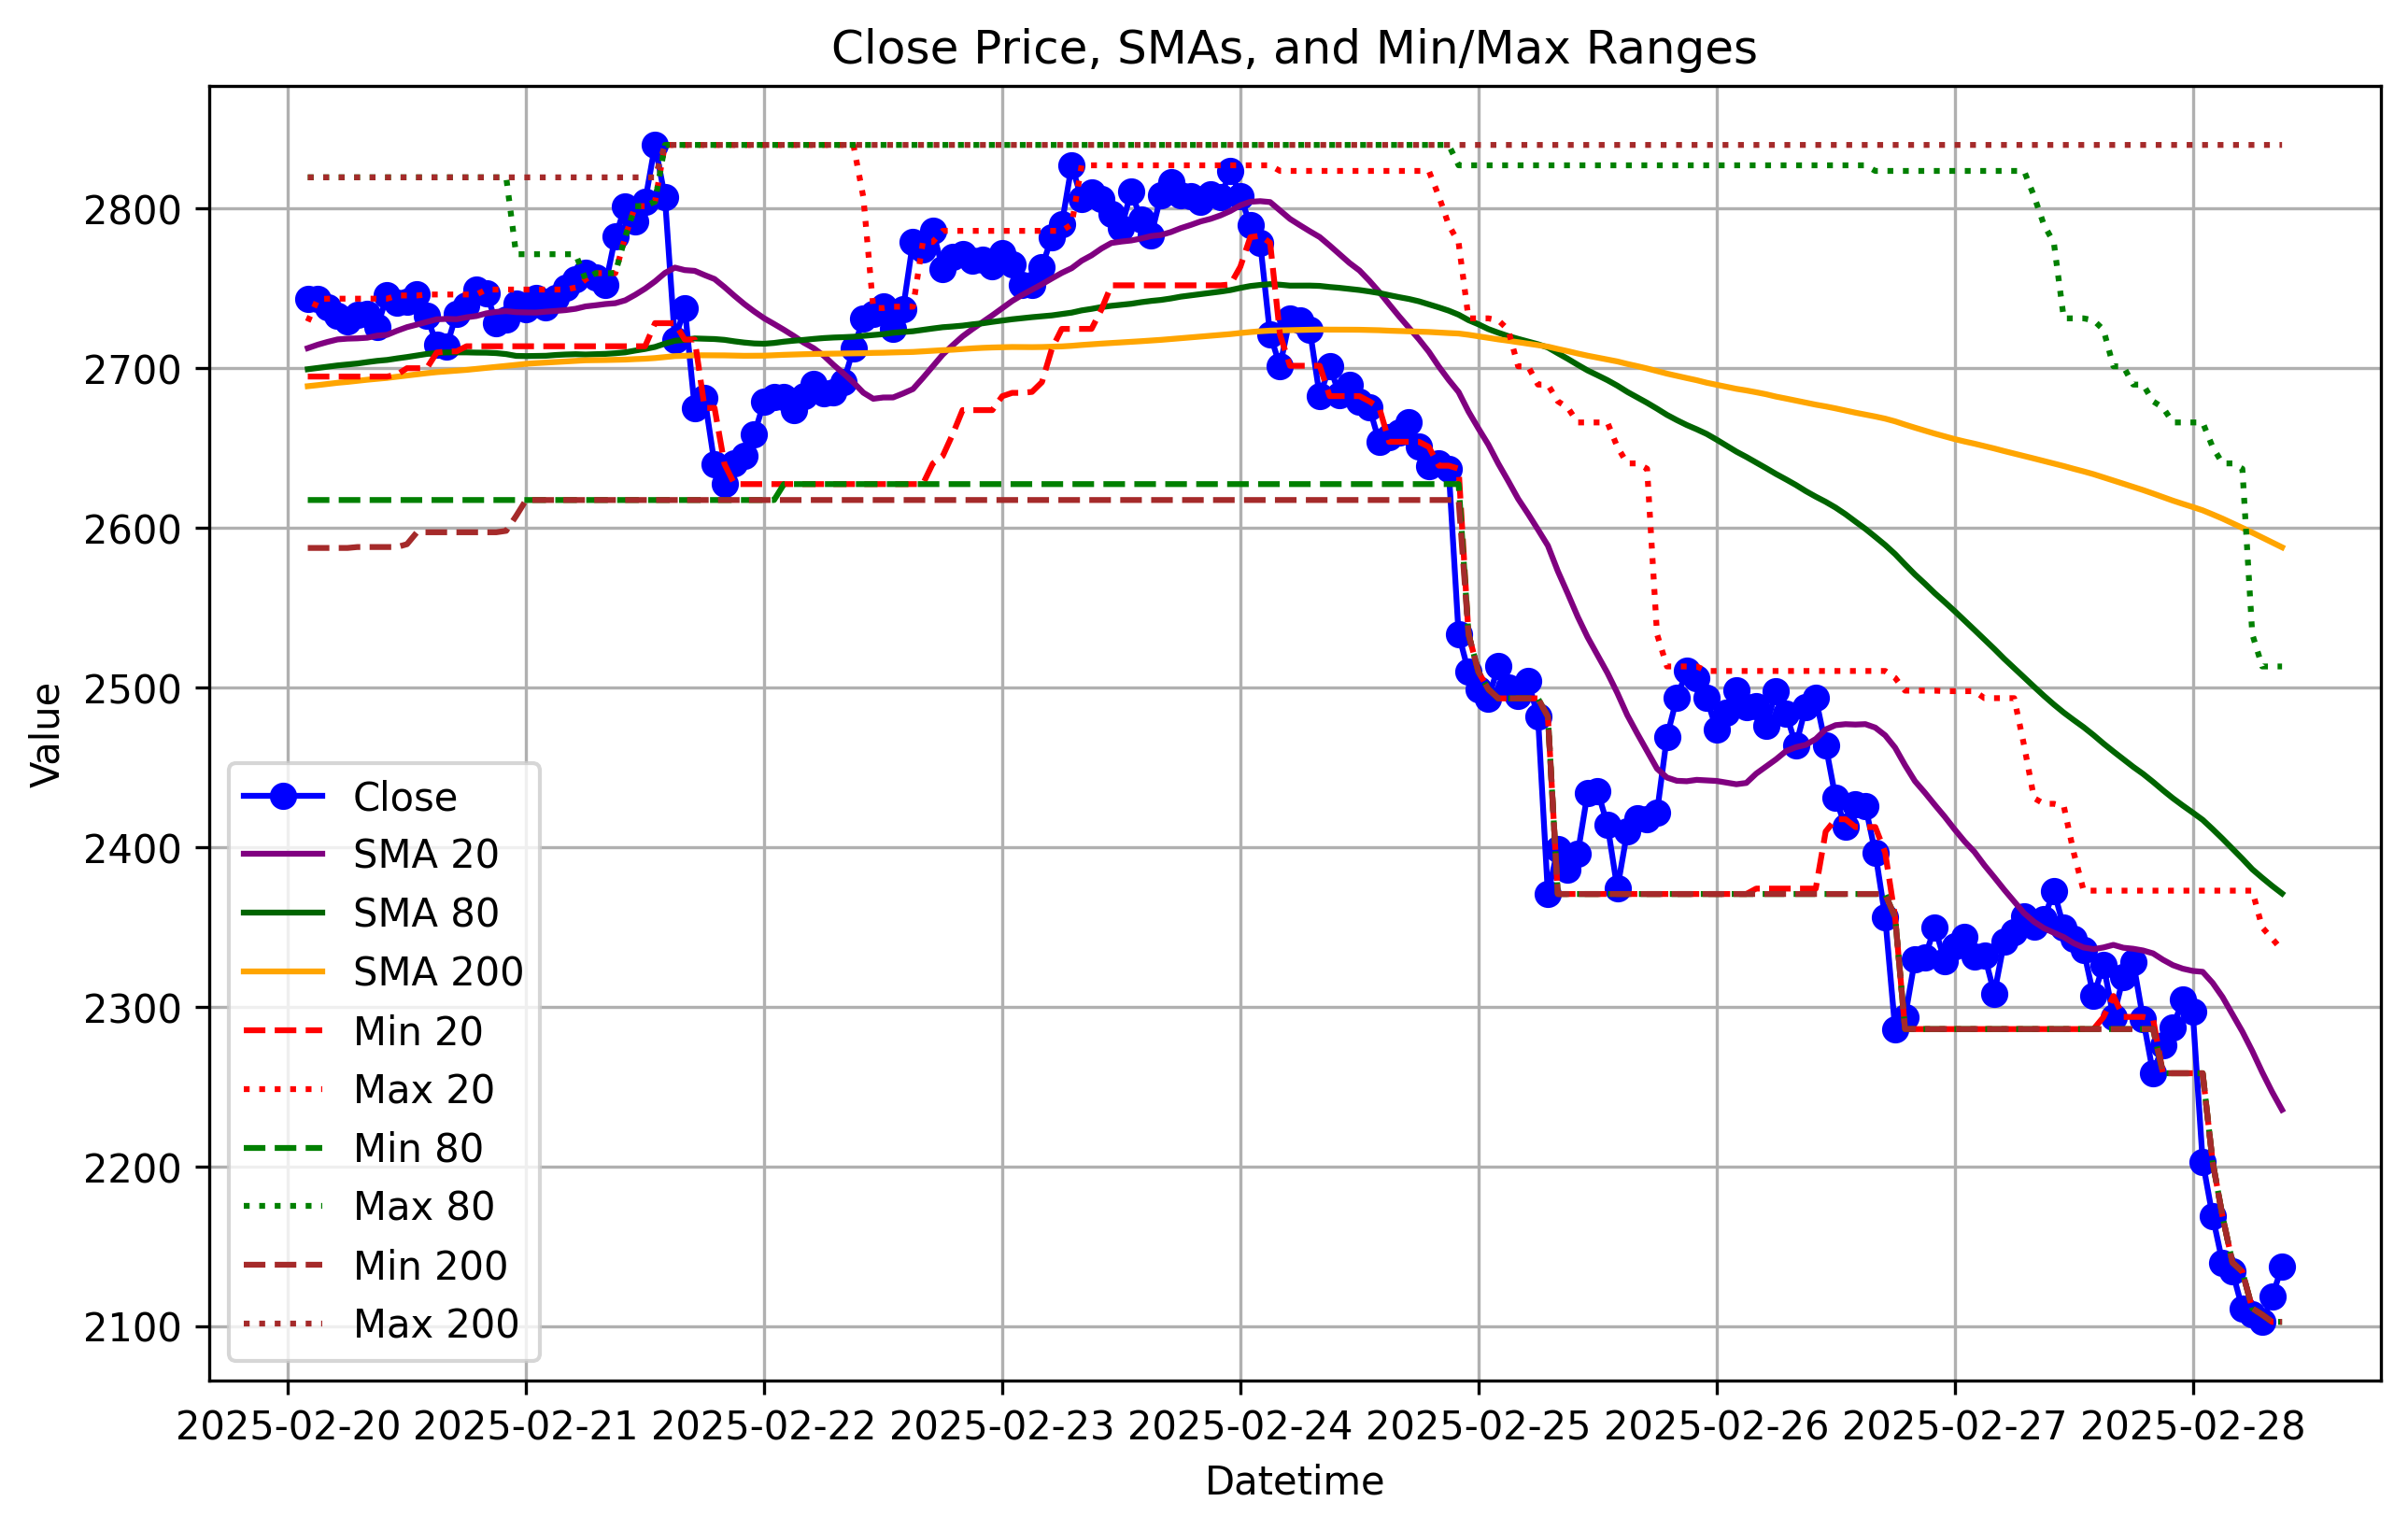 Close Price, SMAs, and Min/Max Ranges
Value
2800
2700
2600
2500
2400
2300
2200
2100
Close
SMA 20
SMA 80
SMA 200
Min 20
Max 20
Min 80
Max 80
Min 200
Max 200
2025-02-20 2025-02-21 2025-02-22 2025-02-23 2025-02-24 2025-02-25 2025-02-26 2025-02-27 2025-02-28
Datetime